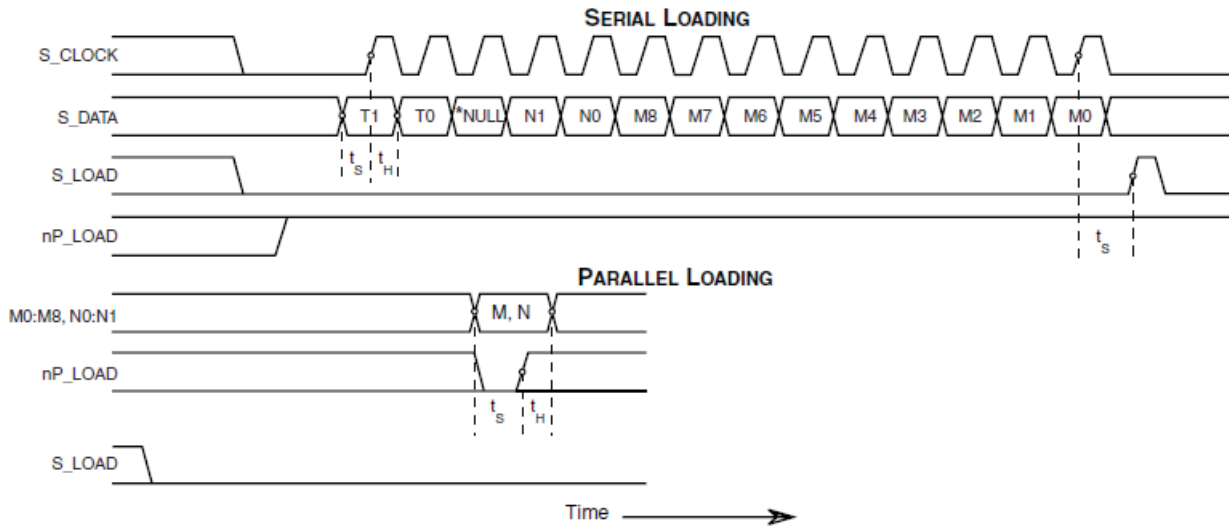 SERIAL LOADING
S_CLOCK
S_DATA T1 T0 *NULL N1 N0 M8 M7 M6 M5 M4 M3 M2 M1 M0
tS tH
S_LOAD
nP_LOAD
tS
PARALLEL LOADING
M0:M8, N0:N1 M, N
nP_LOAD
tS tH
S_LOAD
Time